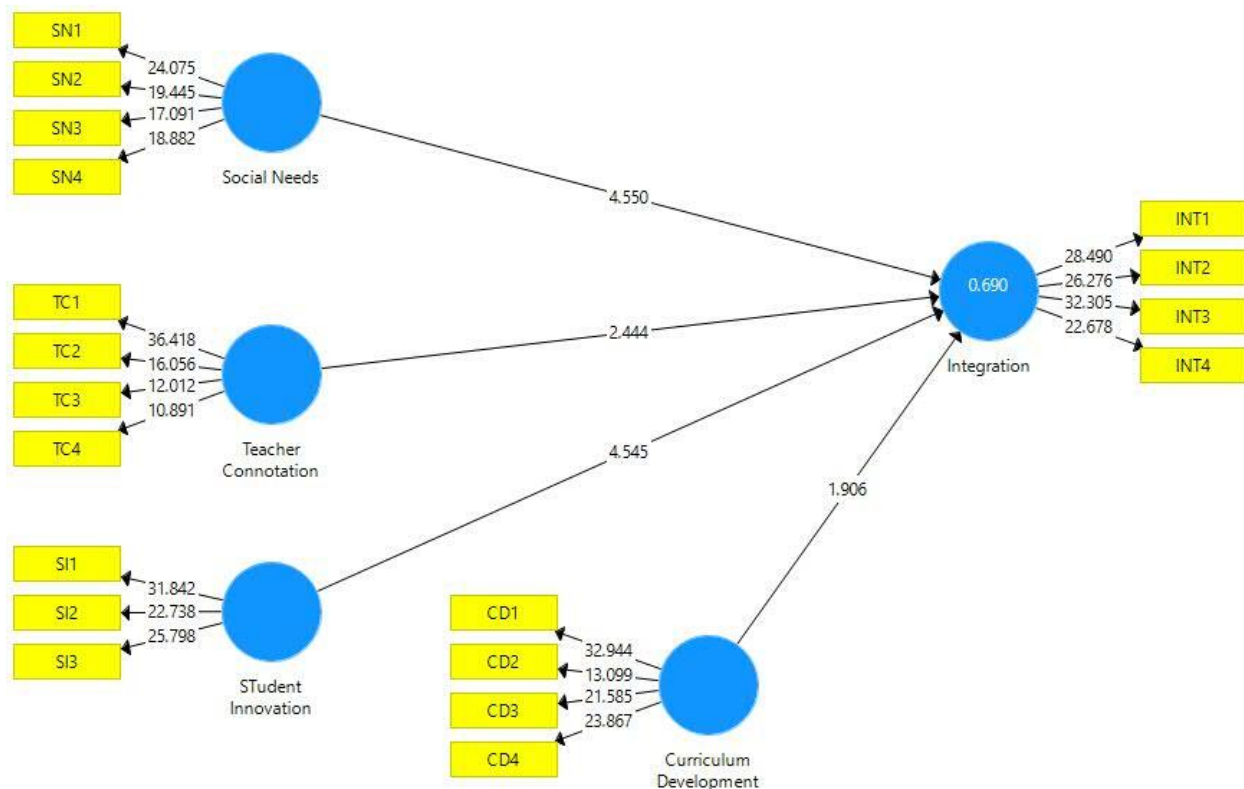 SN1
24.075
SN2
19.445
SN3
17.091
SN4
18.882
Social Needs
4.550
TC1
36.418
TC2
16.056
TC3
12.012
TC4
10.891
Teacher
Connotation
2.444
SI1
31.842
SI2
22.738
SI3
25.798
STudent
Innovation
4.545
CD1
32.944
CD2
13.099
CD3
21.585
CD4
23.867
Curriculum
Development
1.906
0.690
Integration
INT1
28.490
INT2
26.276
INT3
32.305
INT4
22.678